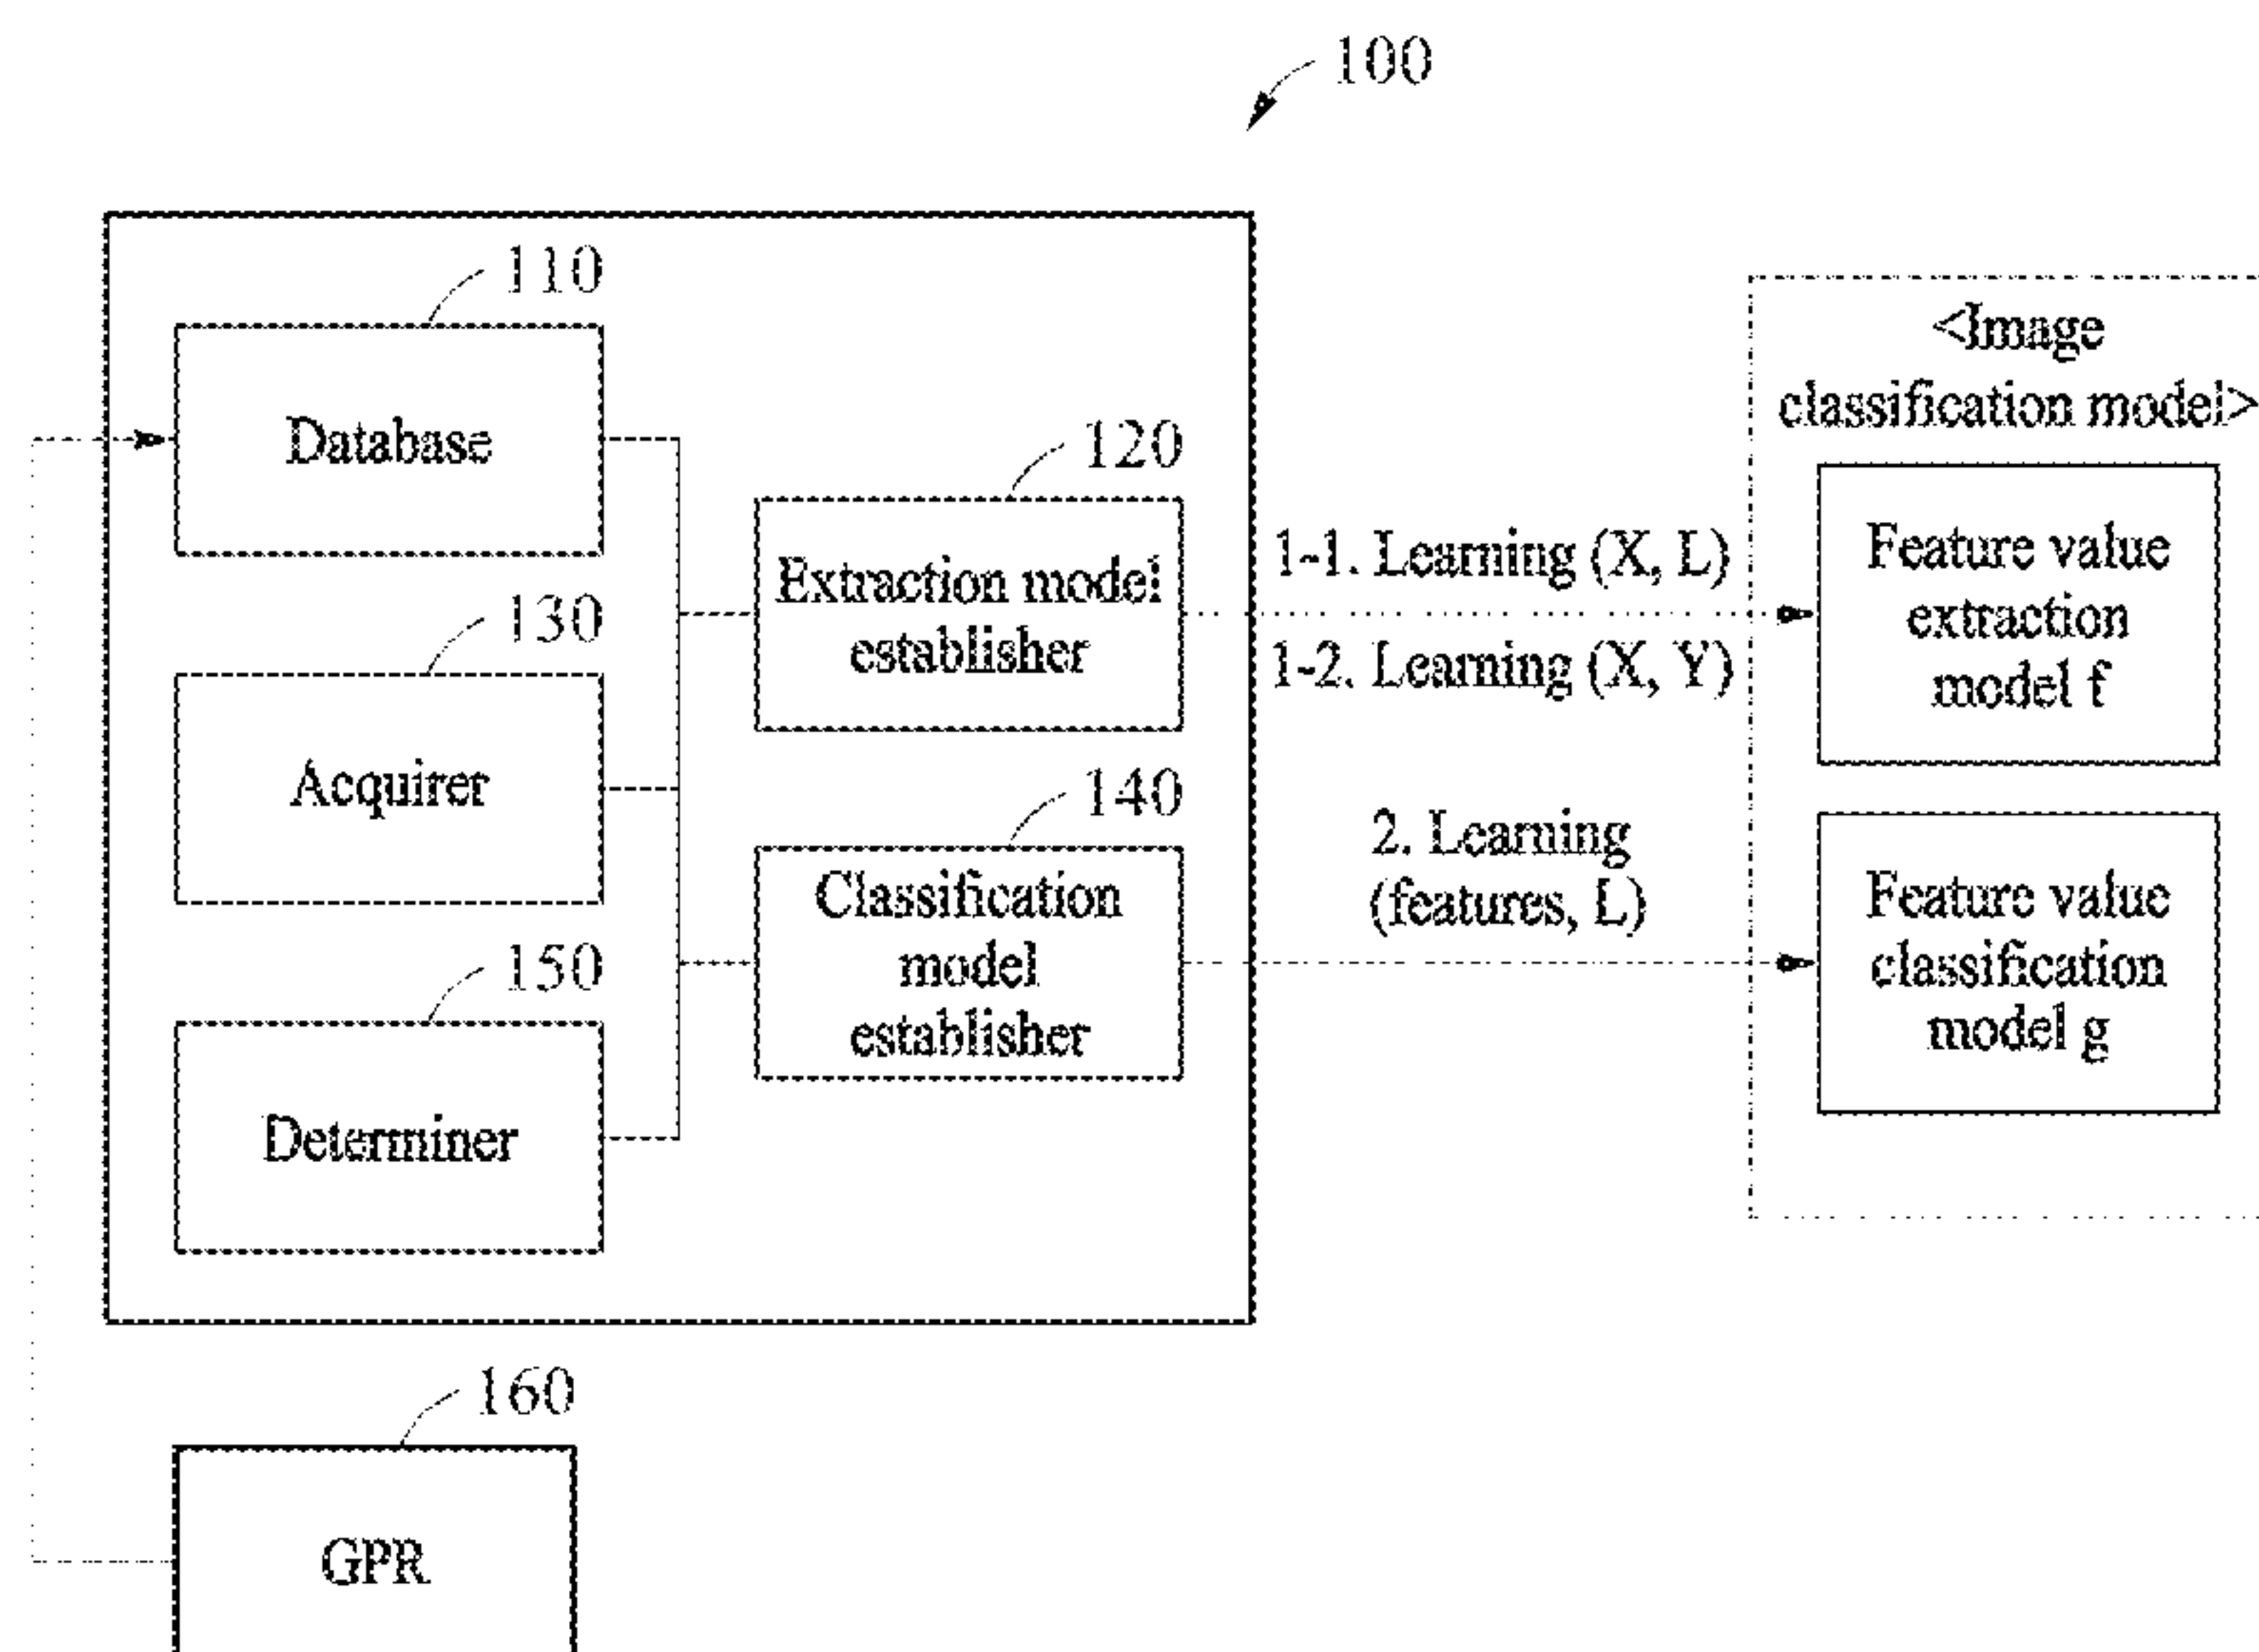 100
110
Database
120
Extraction model
establisher
130
Acquirer
140
Classification
model
establisher
150
Determiner
160
GPR
1-1. Learning (X, L)
1-2. Learning (X, Y)
2. Learning
(features, L)
<Image
classification model>
Feature value
extraction
model f
Feature value
classification
model g